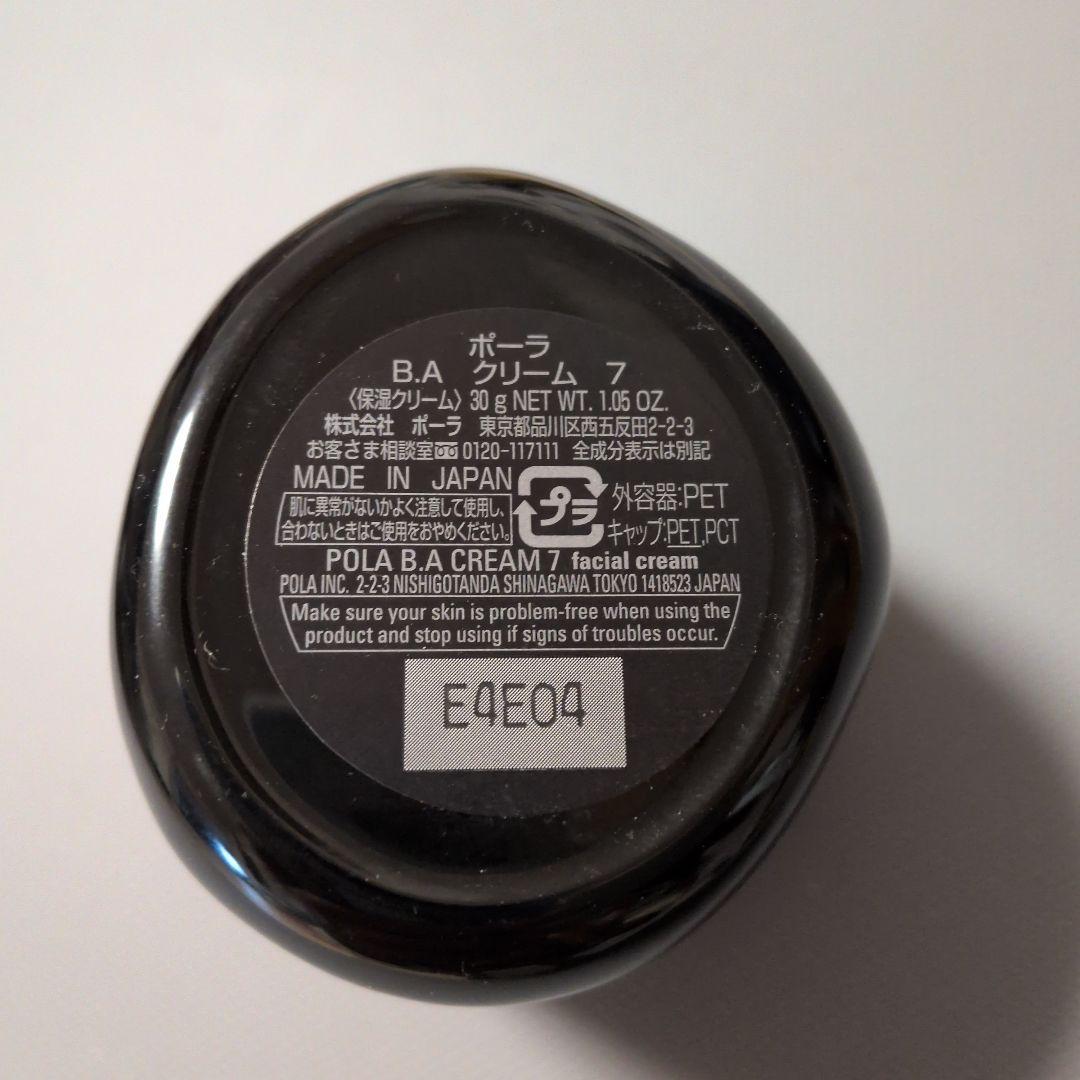 ポーラ
B.A クリーム 7
〈保湿クリーム〉30 g NET WT. 1.05 OZ.
株式会社 ポーラ 東京都品川区西五反田2-2-3
お客さま相談室 0120-117111 全成分表示は別記
MADE IN JAPAN
肌に異常がないかよく注意して使用し、
合わないときはご使用をおやめください。
プラ
外容器:PET
キャップ:PET,PCT
POLA B.A CREAM 7 facial cream
POLA INC. 2-2-3 NISHIGOTANDA SHINAGAWA TOKYO 1418523 JAPAN
Make sure your skin is problem-free when using the
product and stop using if signs of troubles occur.
E4E04